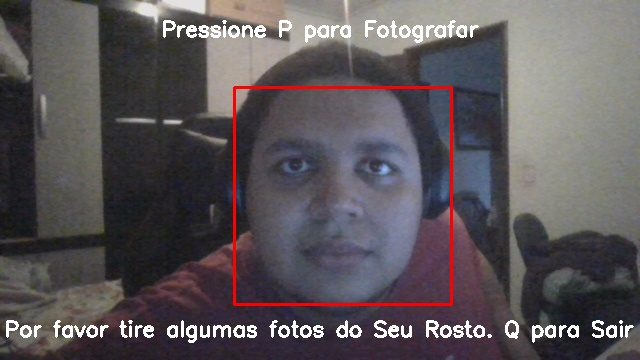 Pressione P para Fotografar
Por favor tire algumas fotos do Seu Rosto. Q para Sair